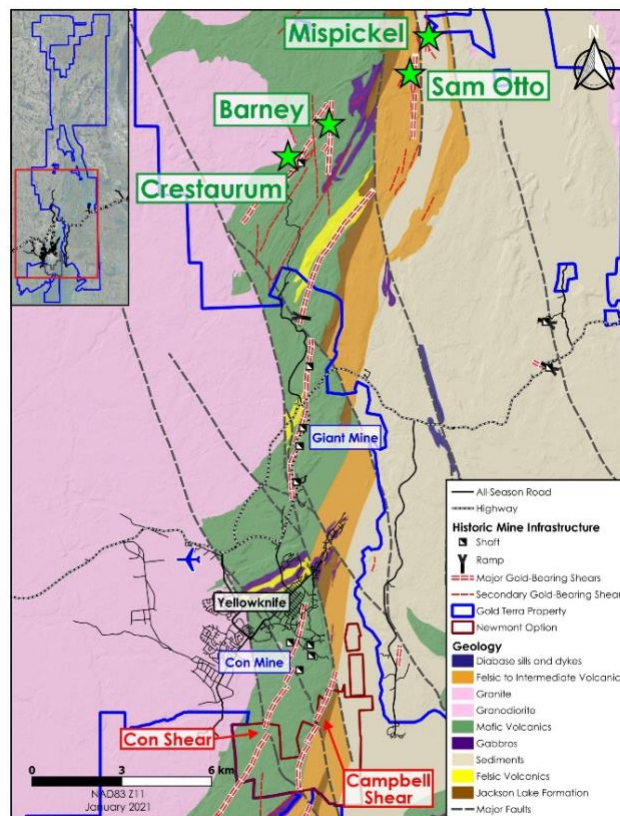 Mispickel
N
Sam Otto
Barney
Crestaurum
Giant Mine
Yellowknife
Con Mine
Con Shear
Campbell
Shear
0 3 6 km
NAD83 Z11
January 2021
All-Season Road
Highway
Historic Mine Infrastructure
Shaft
Ramp
Major Gold-Bearing Shears
Secondary Gold-Bearing Shear
Gold Terra Property
Newmont Option
Geology
Diabase sills and dykes
Felsic to Intermediate Volcanic
Granite
Granodiorite
Mafic Volcanics
Gabbros
Sediments
Felsic Volcanics
Jackson Lake Formation
Major Faults